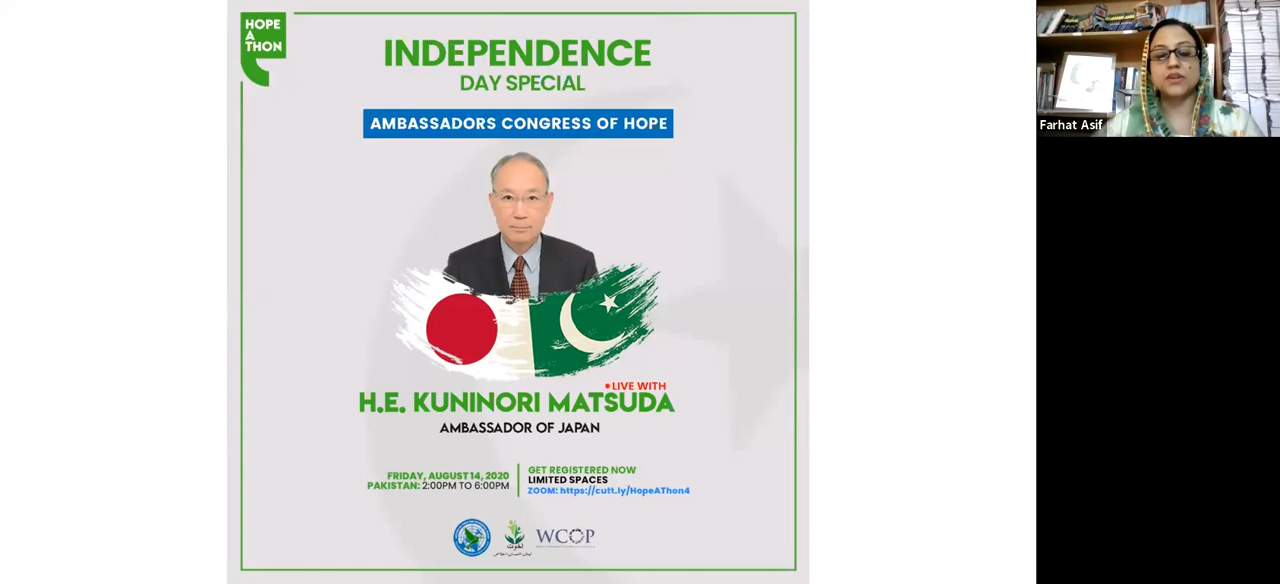 HOPE
A
THON
INDEPENDENCE
DAY SPECIAL
AMBASSADORS CONGRESS OF HOPE
•LIVE WITH
H.E. KUNINORI MATSUDA
AMBASSADOR OF JAPAN
FRIDAY, AUGUST 14, 2020
PAKISTAN: 2:00PM TO 6:00PM
GET REGISTERED NOW
LIMITED SPACES
ZOOM: https://cutt.ly/HopeAThon4
اخوت
WCOP
Farhat Asif